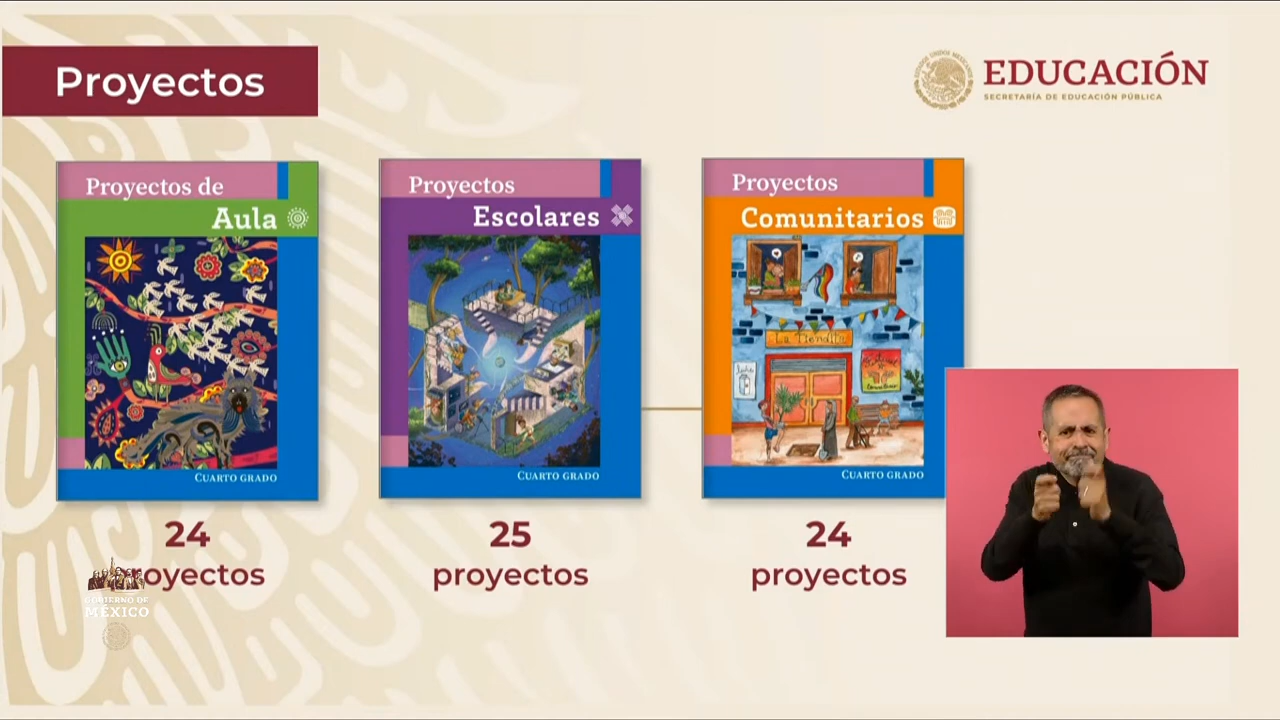 Proyectos
EDUCACIÓN
SECRETARÍA DE EDUCACIÓN PÚBLICA
Proyectos de
Aula
CUARTO GRADO
Proyectos
Escolares
CUARTO GRADO
Proyectos
Comunitarios
La Tiendita
CUARTO GRADO
24
proyectos
25
proyectos
24
proyectos
GOBIERNO DE
MÉXICO